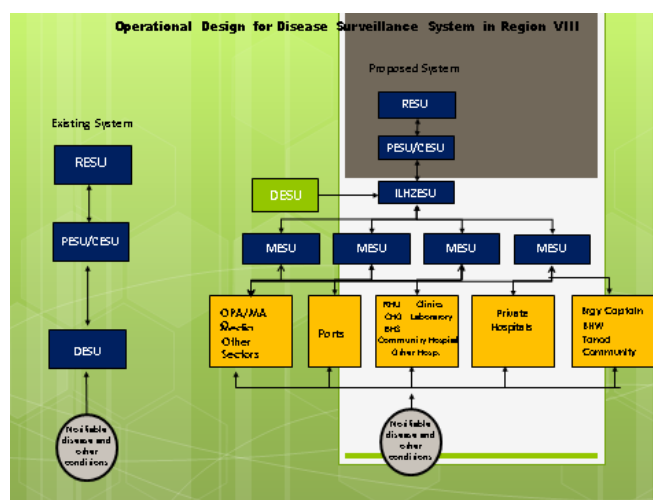 Operational Design for Disease Surveillance System in Region VIII
Proposed System
RESU
PESU/CESU
ILHZESU
DESU
MESU
MESU
MESU
MESU
OPA/MA
Media
Other
Sectors
Ports
RHU Clinics
CHO Laboratory
BHS
Community Hospital
Other Hosp.
Private
Hospitals
Brgy Captain
BHW
Tanod
Community
Notifiable
disease and
other
conditions
Existing System
RESU
PESU/CESU
DESU
Notifiable
disease and
other
conditions